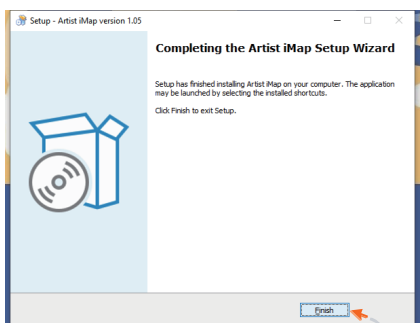 Setup - Artist iMap version 1.05
Completing the Artist iMap Setup Wizard
Setup has finished installing Artist iMap on your computer. The application
may be launched by selecting the installed shortcuts.
Click Finish to exit Setup.
Finish